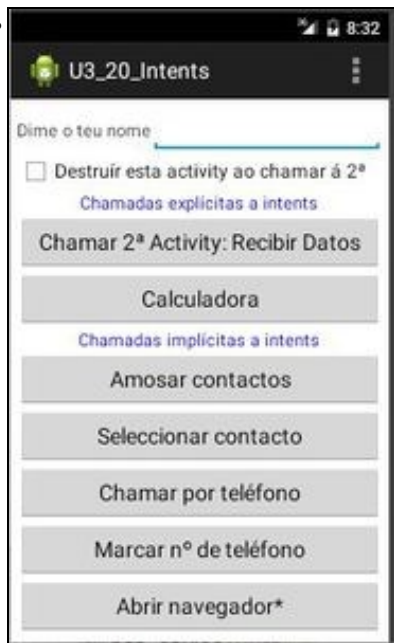 8:32
U3_20_Intents
Dime o teu nome
Destruír esta activity ao chamar á 2ª
Chamadas explícitas a intents
Chamar 2ª Activity: Recibir Datos
Calculadora
Chamadas implícitas a intents
Amosar contactos
Seleccionar contacto
Chamar por teléfono
Marcar nº de teléfono
Abrir navegador*